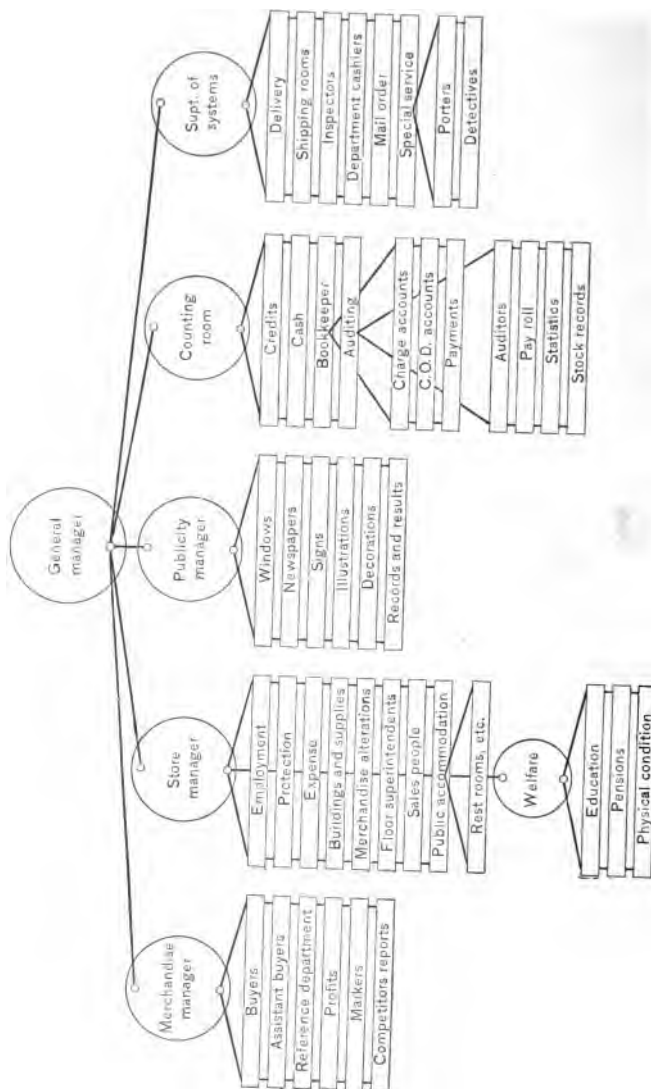 General
manager
Merchandise
manager
Buyers
Assistant buyers
Reference department
Profits
Markers
Competitors reports
Store
manager
Employment
Protection
Expense
Buildings and supplies
Merchandise alterations
Floor superintendents
Sales people
Public accommodation
Rest rooms, etc.
Welfare
Education
Pensions
Physical condition
Publicity
manager
Windows
Newspapers
Signs
Illustrations
Decorations
Records and results
Counting
room
Credits
Cash
Bookkeeper
Auditing
Charge accounts
C.O.D. accounts
Payments
Auditors
Pay roll
Statistics
Stock records
Supt. of
systems
Delivery
Shipping rooms
Inspectors
Department cashiers
Mail order
Special service
Porters
Detectives